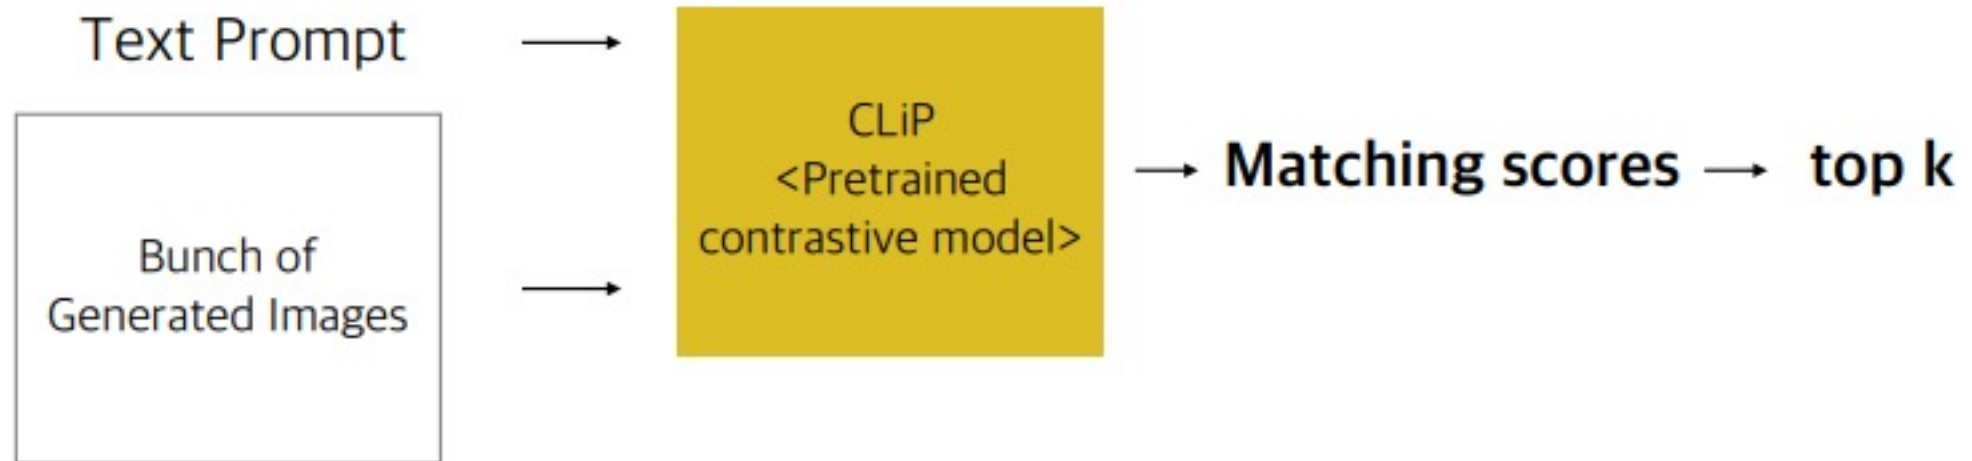 Text Prompt
Bunch of
Generated Images
CLiP
<Pretrained
contrastive model>
Matching scores
top k